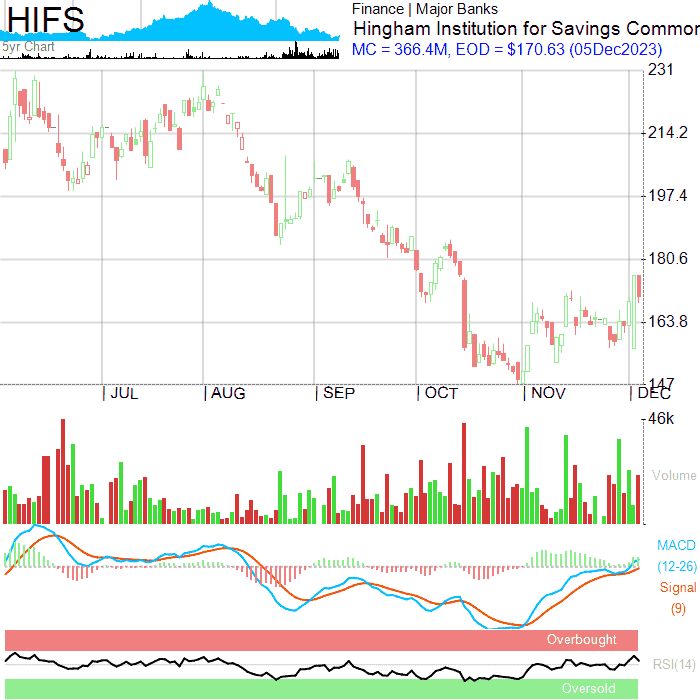 HIFS
5yr Chart
Finance | Major Banks
Hingham Institution for Savings Common
MC = 366.4M, EOD = $170.63 (05Dec2023)
231
214.2
197.4
180.6
163.8
147
JUL AUG SEP OCT NOV DEC
46k
Volume
MACD
(12-26)
Signal
(9)
Overbought
RSI(14)
Oversold